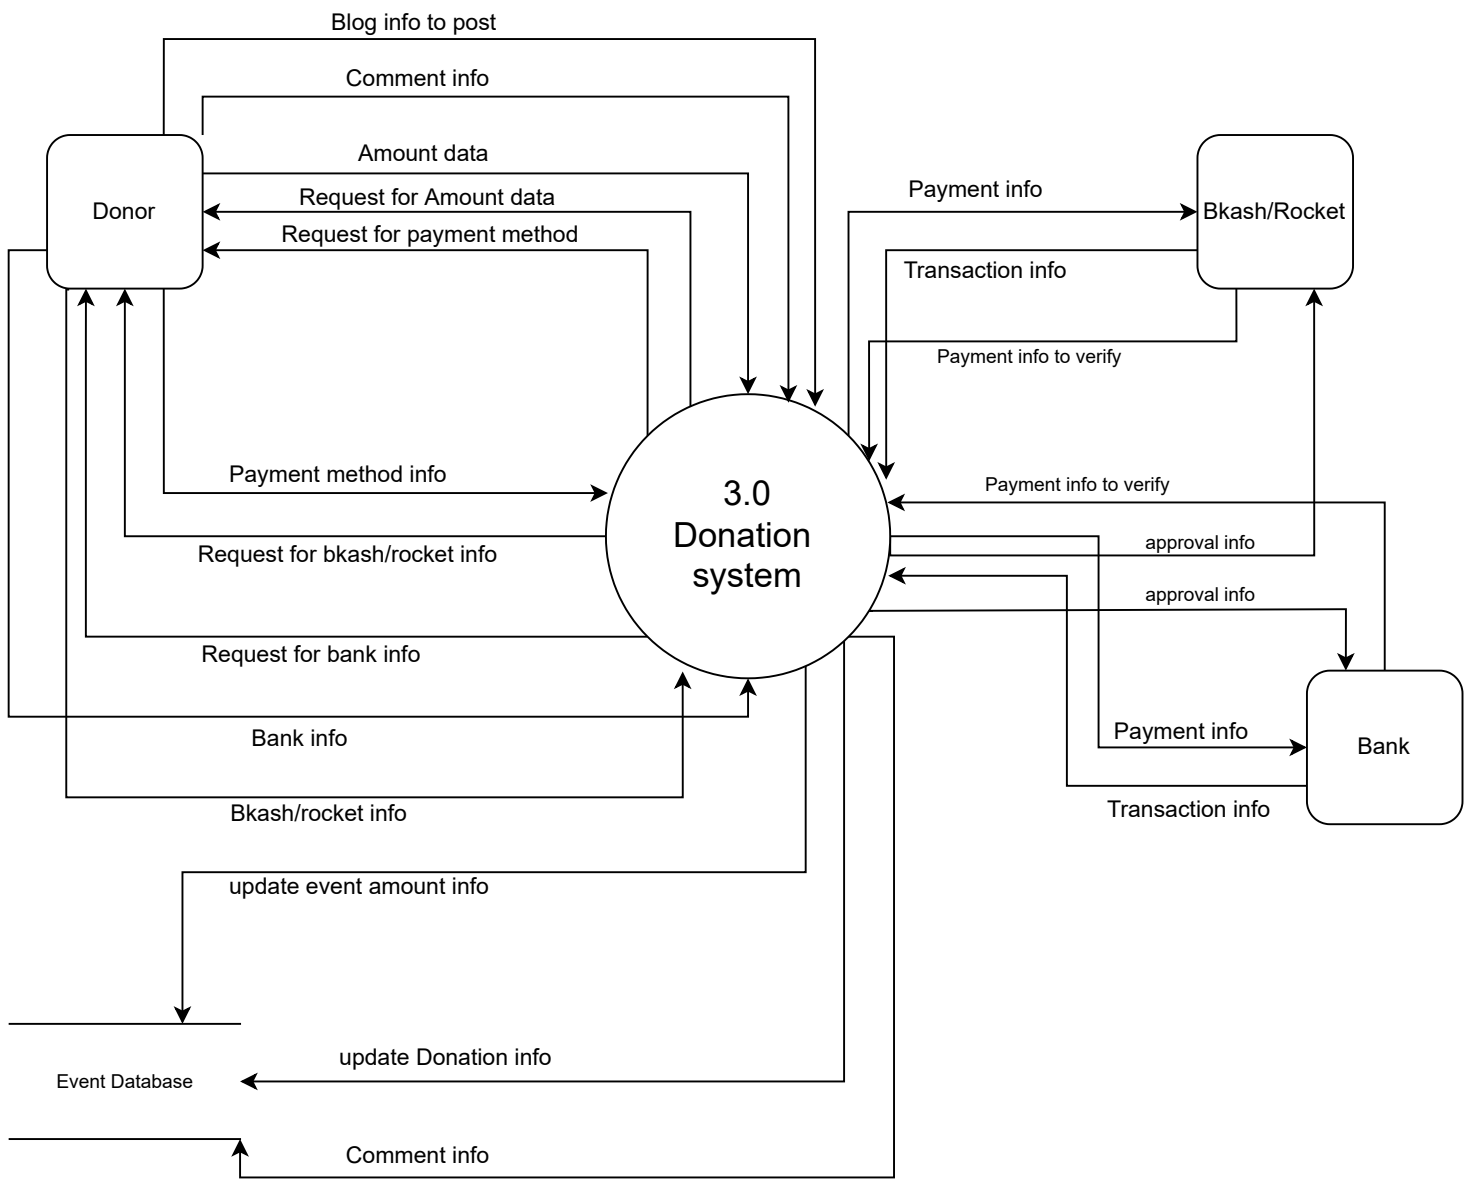 Blog info to post
Comment info
Amount data
Donor
Request for Amount data
Request for payment method
Payment info
Bkash/Rocket
Transaction info
Payment info to verify
Payment method info
3.0
Donation
system
Payment info to verify
Request for bkash/rocket info
approval info
approval info
Request for bank info
Bank info
Payment info
Bank
Bkash/rocket info
Transaction info
update event amount info
update Donation info
Event Database
Comment info